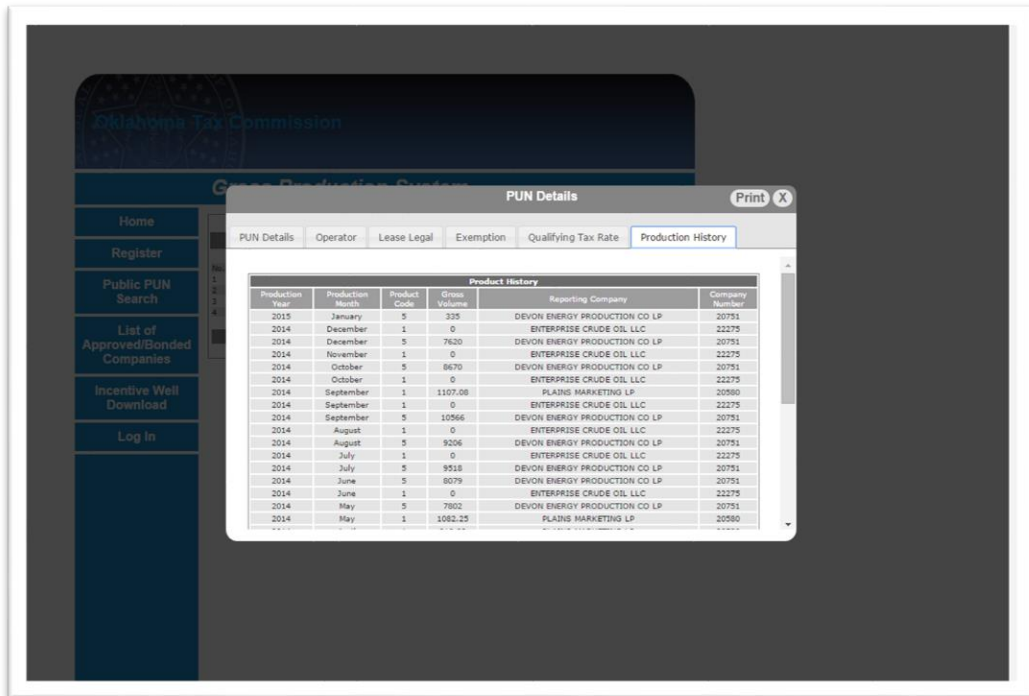 Oklahoma Tax Commission
Gross Production System
PUN Details
Print X
Home
Register
Public PUN
Search
List of
Approved/Bonded
Companies
Incentive Well
Download
Log In
No.
1
2
3
4
PUN Details Operator Lease Legal Exemption Qualifying Tax Rate Production History
Product History
Production Year Production Month Product Code Gross Volume Reporting Company Company Number
2015 January 5 335 DEVON ENERGY PRODUCTION CO LP 20751
2014 December 1 0 ENTERPRISE CRUDE OIL LLC 22275
2014 December 5 7620 DEVON ENERGY PRODUCTION CO LP 20751
2014 November 1 0 ENTERPRISE CRUDE OIL LLC 22275
2014 October 5 8670 DEVON ENERGY PRODUCTION CO LP 20751
2014 October 1 0 ENTERPRISE CRUDE OIL LLC 22275
2014 September 1 1107.08 PLAINS MARKETING LP 20580
2014 September 1 0 ENTERPRISE CRUDE OIL LLC 22275
2014 September 5 10566 DEVON ENERGY PRODUCTION CO LP 20751
2014 August 1 0 ENTERPRISE CRUDE OIL LLC 22275
2014 August 5 9206 DEVON ENERGY PRODUCTION CO LP 20751
2014 July 1 0 ENTERPRISE CRUDE OIL LLC 22275
2014 July 5 9518 DEVON ENERGY PRODUCTION CO LP 20751
2014 June 5 8079 DEVON ENERGY PRODUCTION CO LP 20751
2014 June 1 0 ENTERPRISE CRUDE OIL LLC 22275
2014 May 5 7802 DEVON ENERGY PRODUCTION CO LP 20751
2014 May 1 1082.25 PLAINS MARKETING LP 20580